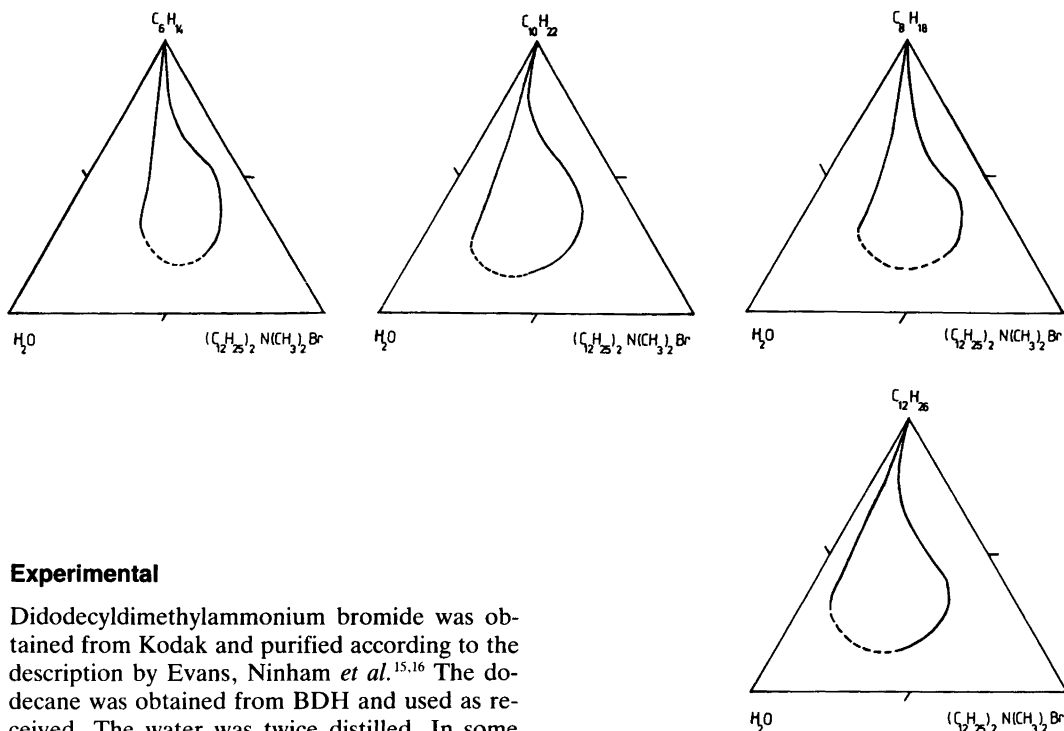 C₆H₁₄
C₁₀H₂₂
C₈H₁₈
H₂O
(C₁₂H₂₅)₂ N(CH₃)₂ Br
H₂O
(C₁₂H₂₅)₂ N(CH₃)₂ Br
H₂O
(C₁₂H₂₅)₂ N(CH₃)₂ Br
C₁₂H₂₆
H₂O
(C₁₂H₂₅)₂ N(CH₃)₂ Br
Experimental
Didodecyldimethylammonium bromide was ob-
tained from Kodak and purified according to the
description by Evans, Ninham et al.¹⁵,¹⁶ The do-
decane was obtained from BDH and used as re-
ceived. The water was twice distilled. In some